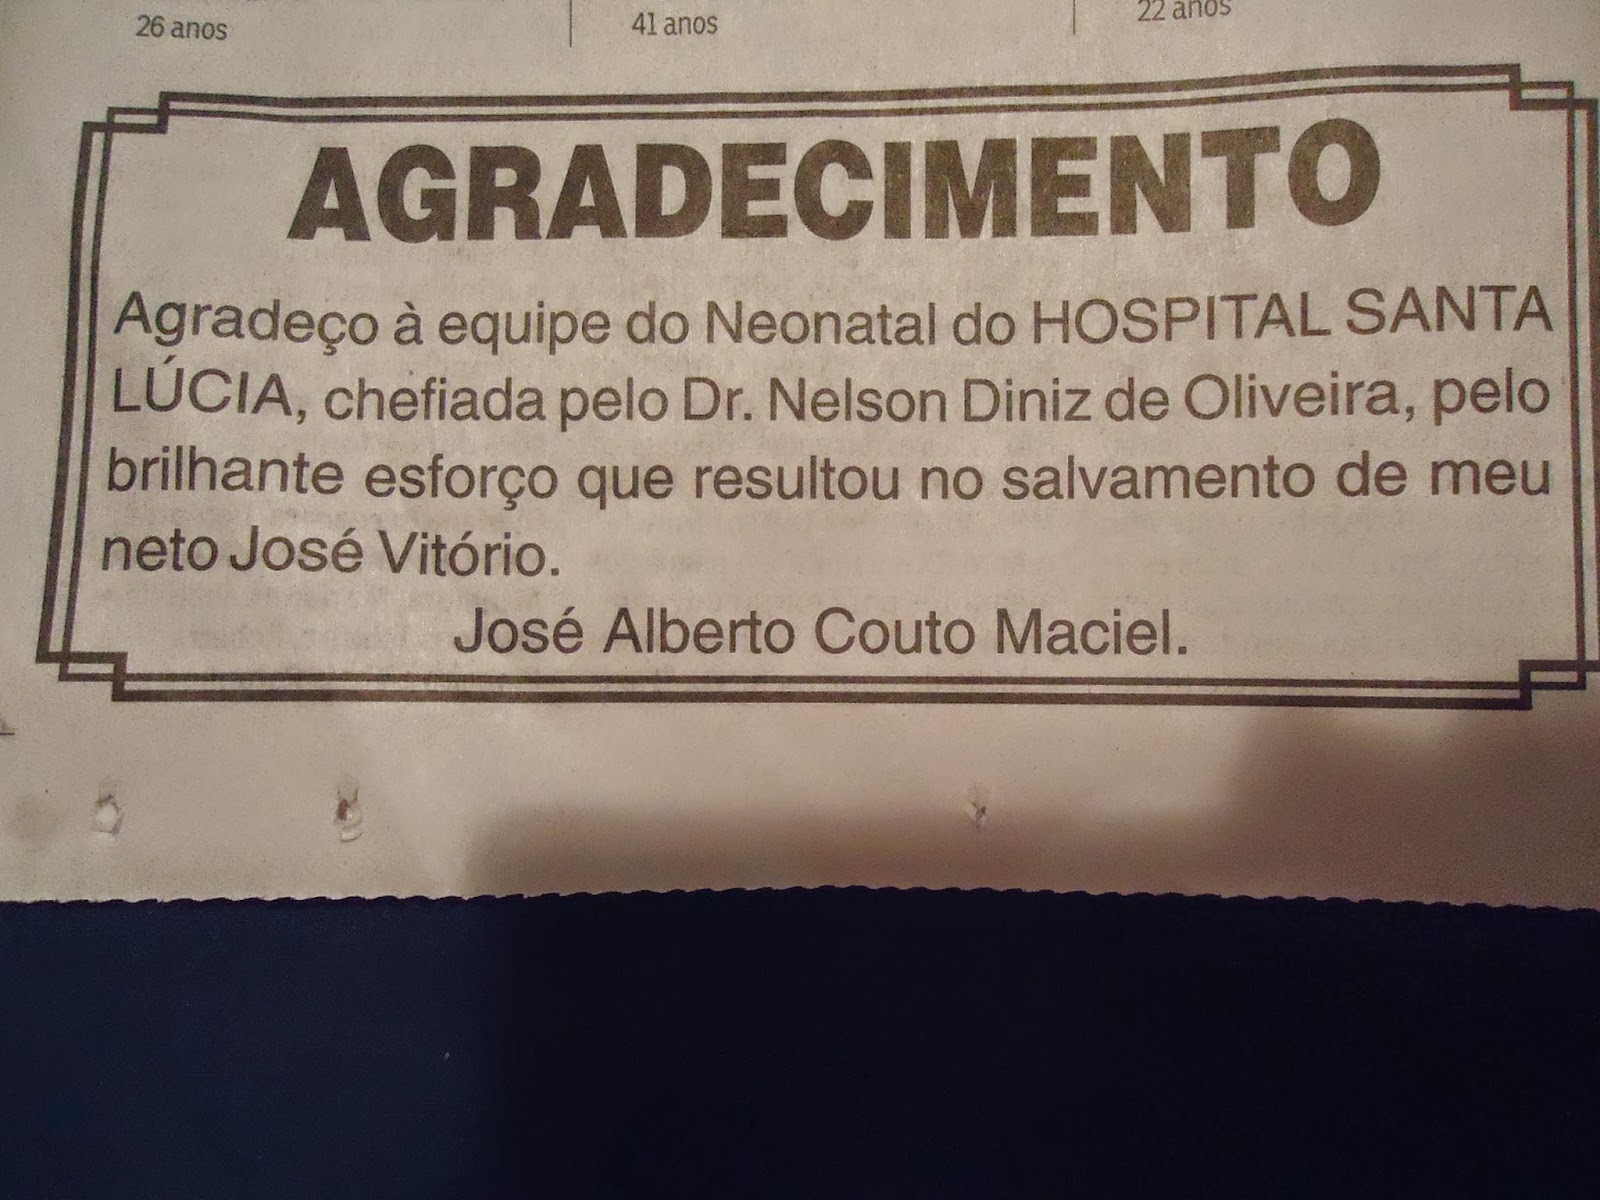 26 anos
41 anos
22 anos
AGRADECIMENTO
Agradeço à equipe do Neonatal do HOSPITAL SANTA
LÚCIA, chefiada pelo Dr. Nelson Diniz de Oliveira, pelo
brilhante esforço que resultou no salvamento de meu
neto José Vitório.
José Alberto Couto Maciel.